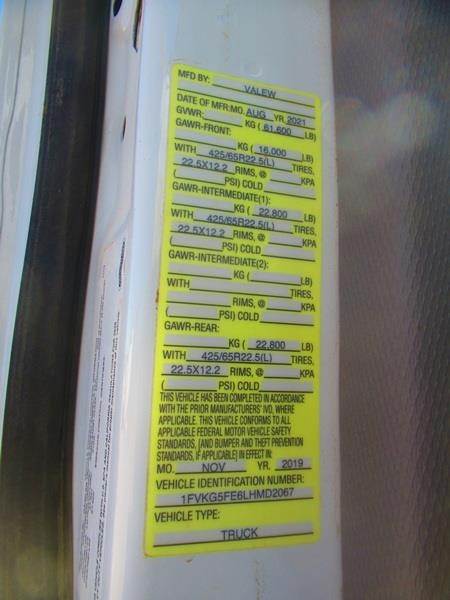 MFD BY: VALEW
DATE OF MFR:MO. AUG YR. 2021
GVWR: KG ( 61,600 LB)
GAWR-FRONT:
KG ( 16,000 LB)
WITH 425/65R22.5(L) TIRES,
22.5X12.2 RIMS, @ KPA
( PSI) COLD
GAWR-INTERMEDIATE(1):
KG ( 22,800 LB)
WITH 425/65R22.5(L) TIRES,
22.5X12.2 RIMS, @ KPA
( PSI) COLD
GAWR-INTERMEDIATE(2):
KG ( LB)
WITH TIRES,
RIMS, @ KPA
( PSI) COLD
GAWR-REAR:
KG ( 22,800 LB)
WITH 425/65R22.5(L) TIRES,
22.5X12.2 RIMS, @ KPA
( PSI) COLD
THIS VEHICLE HAS BEEN COMPLETED IN ACCORDANCE
WITH THE PRIOR MANUFACTURERS' IVD, WHERE
APPLICABLE. THIS VEHICLE CONFORMS TO ALL
APPLICABLE FEDERAL MOTOR VEHICLE SAFETY
STANDARDS, [AND BUMPER AND THEFT PREVENTION
STANDARDS, IF APPLICABLE] IN EFFECT IN:
MO. NOV YR. 2019
VEHICLE IDENTIFICATION NUMBER:
1FVKG5FE6LHMD2067
VEHICLE TYPE:
TRUCK